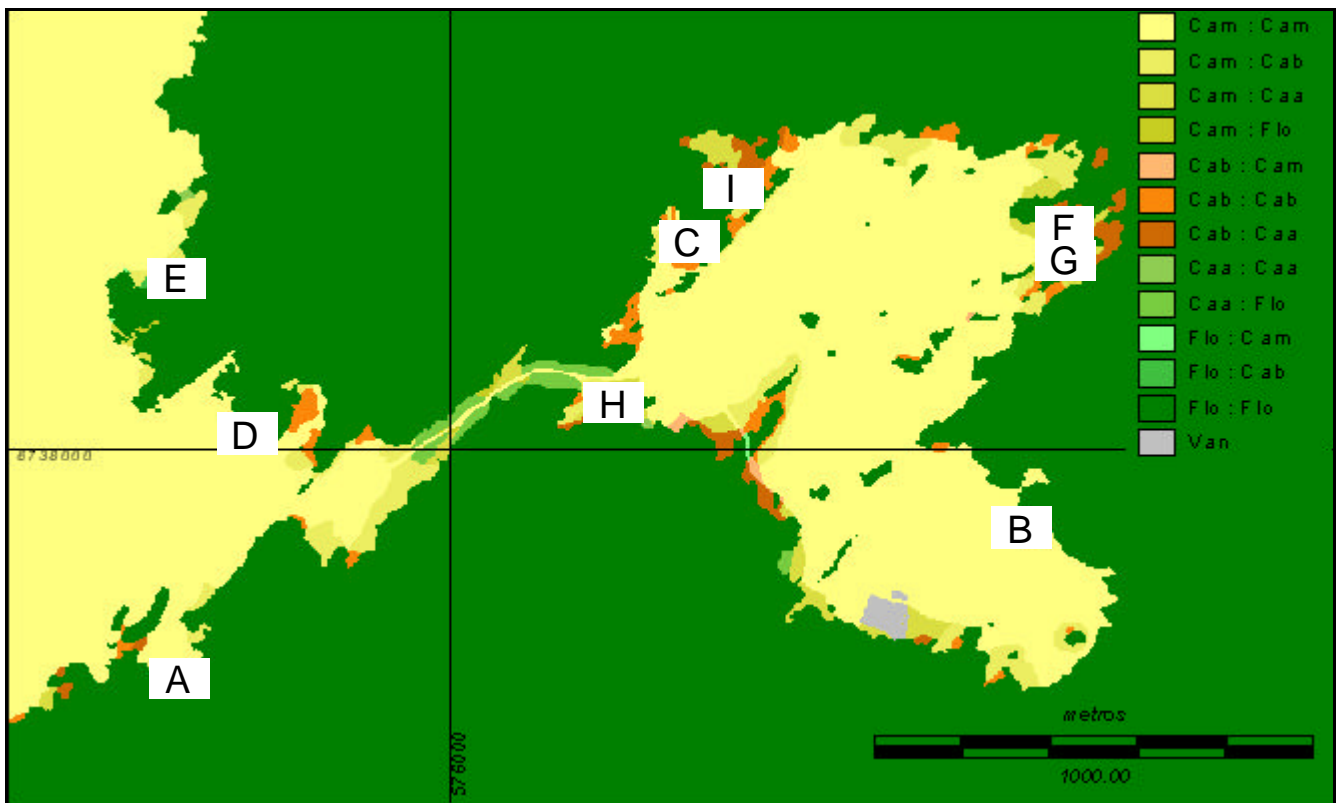 Cam : Cam
Cam : Cab
Cam : Caa
Cam : Flo
Cab : Cam
Cab : Cab
Cab : Caa
Caa : Caa
Caa : Flo
Flo : Cam
Flo : Cab
Flo : Flo
Van
I
C
F
G
E
H
D
6738000
B
A
metros
1000.00
576000